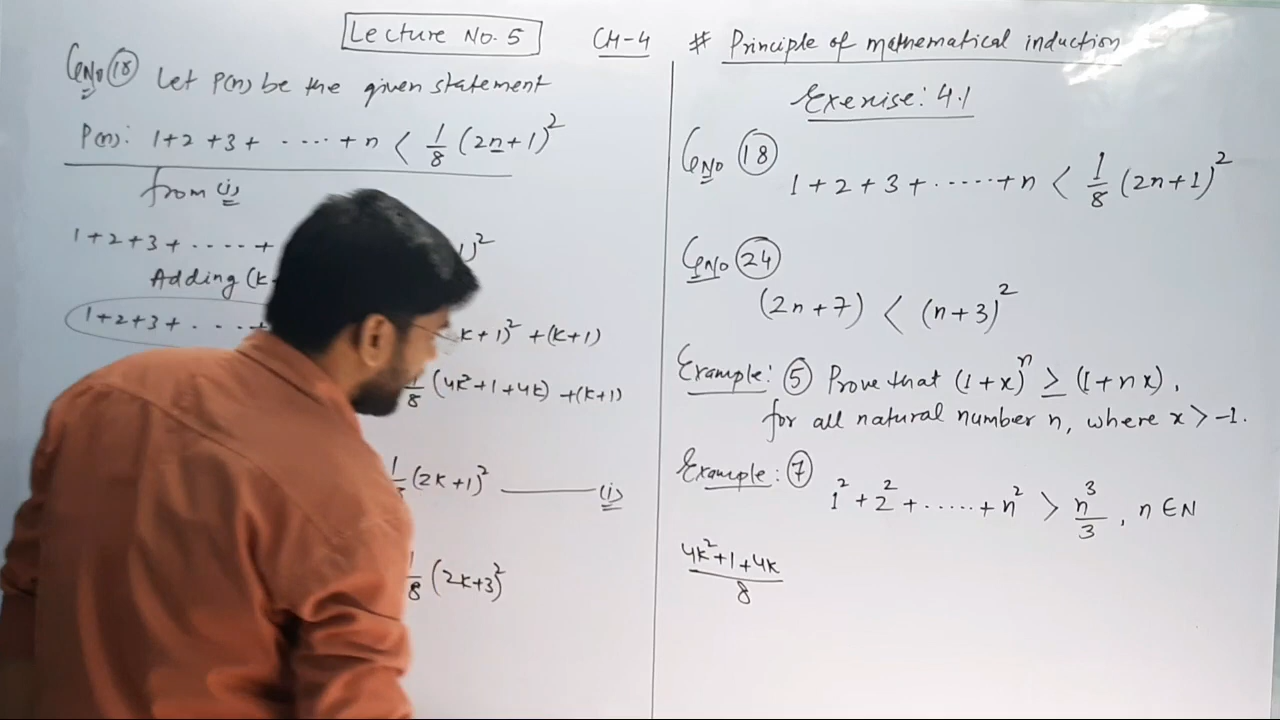 Lecture No. 5 CH-4 # Principle of mathematical induction
QNo 18 Let P(n) be the given statement
P(n): 1+2+3+ ····· +n < 1/8 (2n+1)²
from (i)
1+2+3+ ·····+ )²
Adding (k
1+2+3+ ····· k+1)² +(k+1)
1/8 (4k²+1+4k) +(k+1)
(2k+1)² ——— (i)
1/8 (2k+3)²
Exercise: 4.1
QNo 18
1+2+3+·····+n < 1/8 (2n+1)²
QNo 24
(2n+7) < (n+3)²
Example: 5 Prove that (1+x)ⁿ ≥ (1+nx),
for all natural number n, where x > -1.
Example: 7
1²+2²+·····+n² > n³/3, n∈N
4k²+1+4k
8